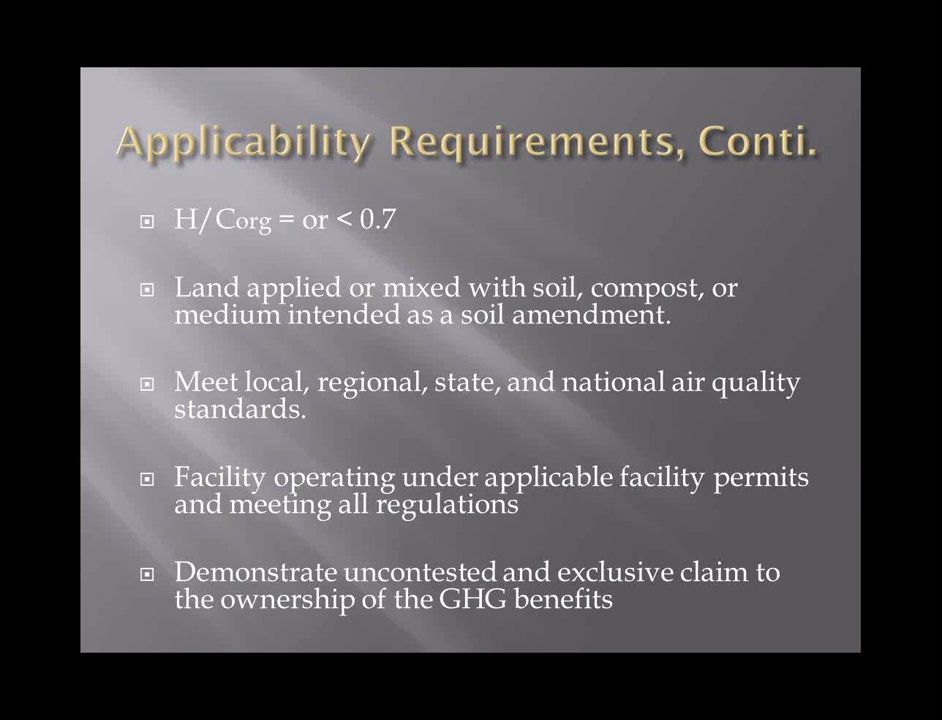 Applicability Requirements, Conti.
H/Corg = or < 0.7
Land applied or mixed with soil, compost, or
medium intended as a soil amendment.
Meet local, regional, state, and national air quality
standards.
Facility operating under applicable facility permits
and meeting all regulations
Demonstrate uncontested and exclusive claim to
the ownership of the GHG benefits